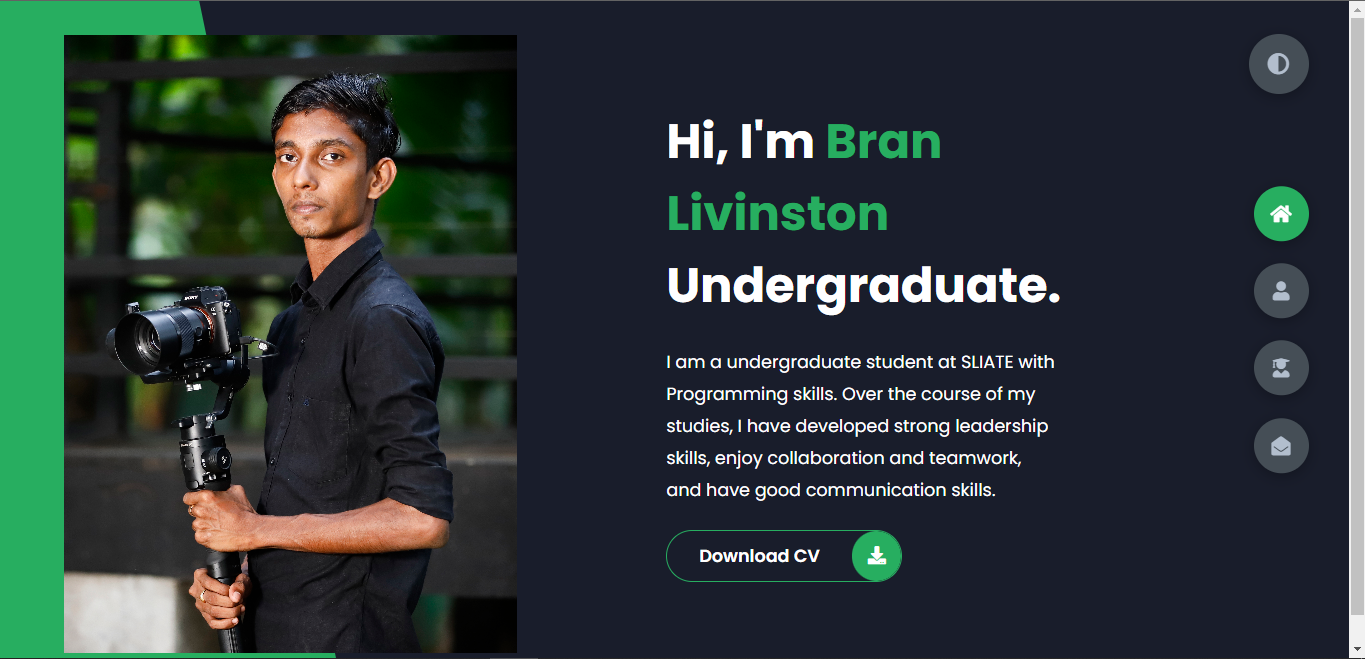 Hi, I'm Bran
Livinston
Undergraduate.
I am a undergraduate student at SLIATE with
Programming skills. Over the course of my
studies, I have developed strong leadership
skills, enjoy collaboration and teamwork,
and have good communication skills.
Download CV
SONY